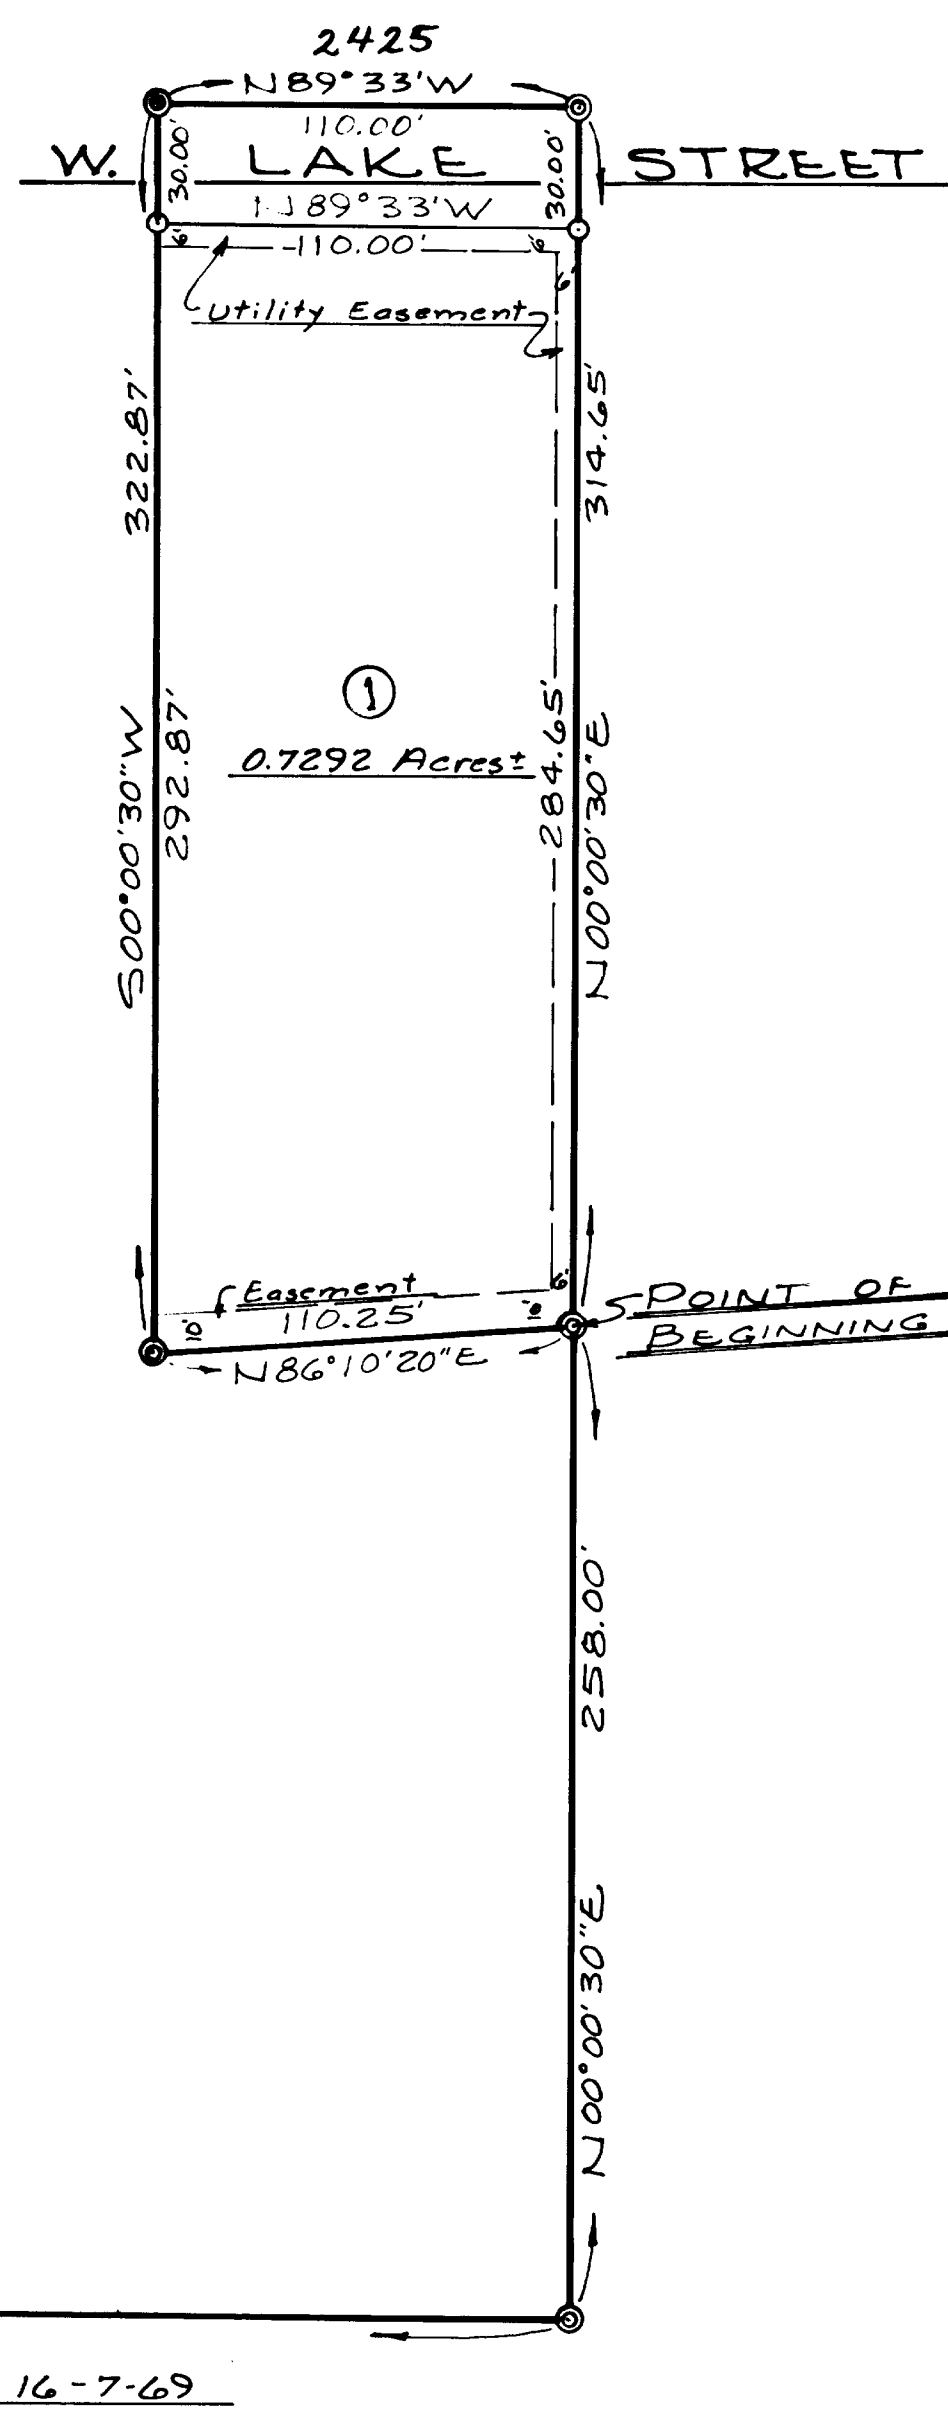 2425
N89°33'W
110.00'
30.00'
30.00'
W. LAKE STREET
N89°33'W
6'
110.00'
6'
6'
Utility Easement
322.87'
314.65'
1
0.7292 Acres±
S00°00'30"W
292.87'
284.65'
N00°00'30"E
6'
Easement
10'
110.25'
10'
N86°10'20"E
POINT OF
BEGINNING
258.00'
N00°00'30"E
16-7-69